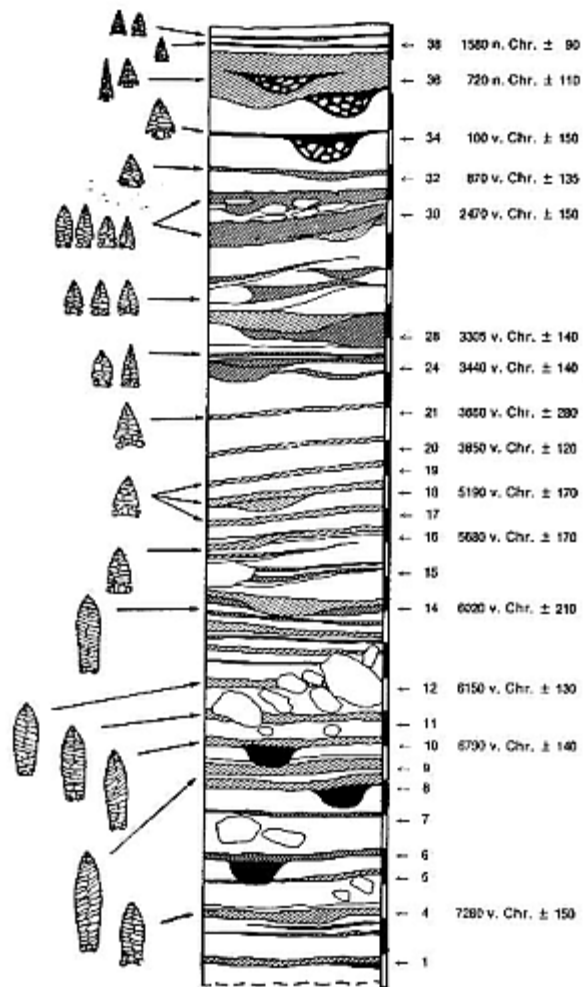 38 1580 n. Chr. ± 90
36 720 n. Chr. ± 110
34 100 v. Chr. ± 150
32 870 v. Chr. ± 135
30 2470 v. Chr. ± 150
28 3305 v. Chr. ± 140
24 3440 v. Chr. ± 140
21 3650 v. Chr. ± 280
20 3850 v. Chr. ± 120
19
18 5190 v. Chr. ± 170
17
16 5680 v. Chr. ± 170
15
14 6020 v. Chr. ± 210
12 6150 v. Chr. ± 130
11
10 6790 v. Chr. ± 140
9
8
7
6
5
4 7280 v. Chr. ± 150
1